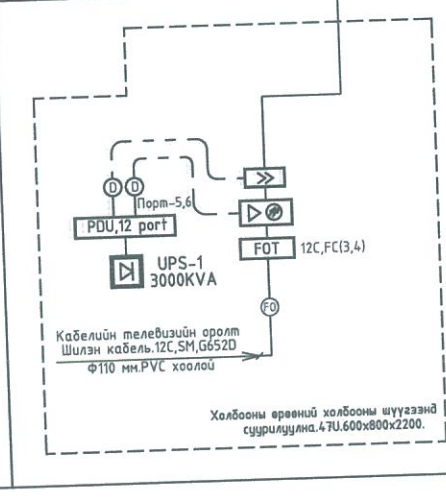 D D
Порт-5,6
PDU,12 port
FOT 12C,FC(3,4)
UPS-1
3000KVA
FO
Кабелийн телевизийн оролт
Шилэн кабель.12C,SM,G652D
Ф110 мм.PVC хоолой
Холбооны өрөөний холбооны шүүгээнд
суурилуулна.47U.600x800x2200.